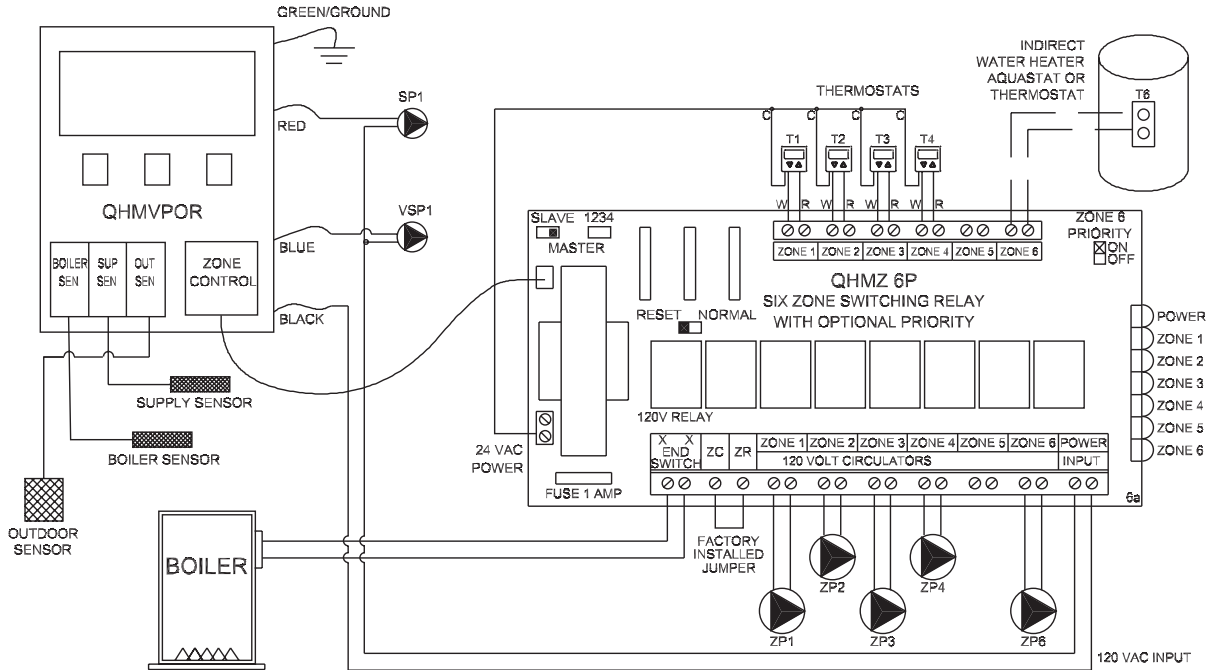 GREEN/GROUND
RED
SP1
QHMVPOR
BLUE
VSP1
BOILER
SEN
SUP
SEN
OUT
SEN
ZONE
CONTROL
BLACK
SUPPLY SENSOR
BOILER SENSOR
OUTDOOR
SENSOR
BOILER
THERMOSTATS
C C C C
T1 T2 T3 T4
W R W R W R W R
INDIRECT
WATER HEATER
AQUASTAT OR
THERMOSTAT
T6
SLAVE 1234
MASTER
ZONE 1 ZONE 2 ZONE 3 ZONE 4 ZONE 5 ZONE 6
ZONE 6
PRIORITY
ON
OFF
QHMZ 6P
SIX ZONE SWITCHING RELAY
WITH OPTIONAL PRIORITY
RESET NORMAL
120V RELAY
24 VAC
POWER
FUSE 1 AMP
POWER
ZONE 1
ZONE 2
ZONE 3
ZONE 4
ZONE 5
ZONE 6
X X
END
SWITCH
ZC
ZR
ZONE 1 ZONE 2 ZONE 3 ZONE 4 ZONE 5 ZONE 6 POWER
120 VOLT CIRCULATORS INPUT
6a
FACTORY
INSTALLED
JUMPER
ZP1
ZP2
ZP3
ZP4
ZP6
120 VAC INPUT